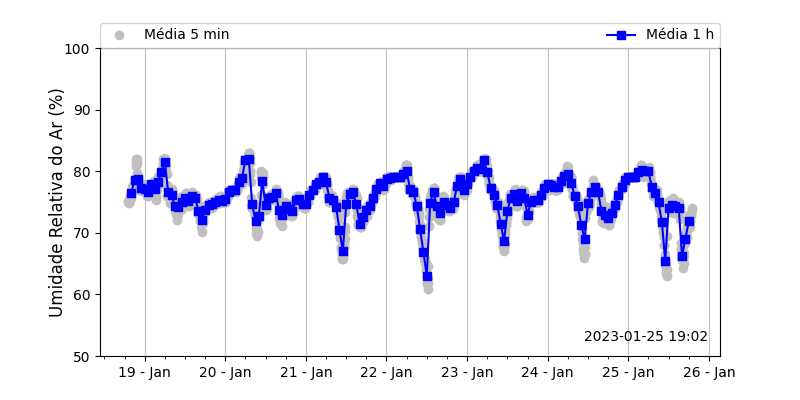 Média 5 min
Média 1 h
Umidade Relativa do Ar (%)
100
90
80
70
60
50
2023-01-25 19:02
19 - Jan
20 - Jan
21 - Jan
22 - Jan
23 - Jan
24 - Jan
25 - Jan
26 - Jan